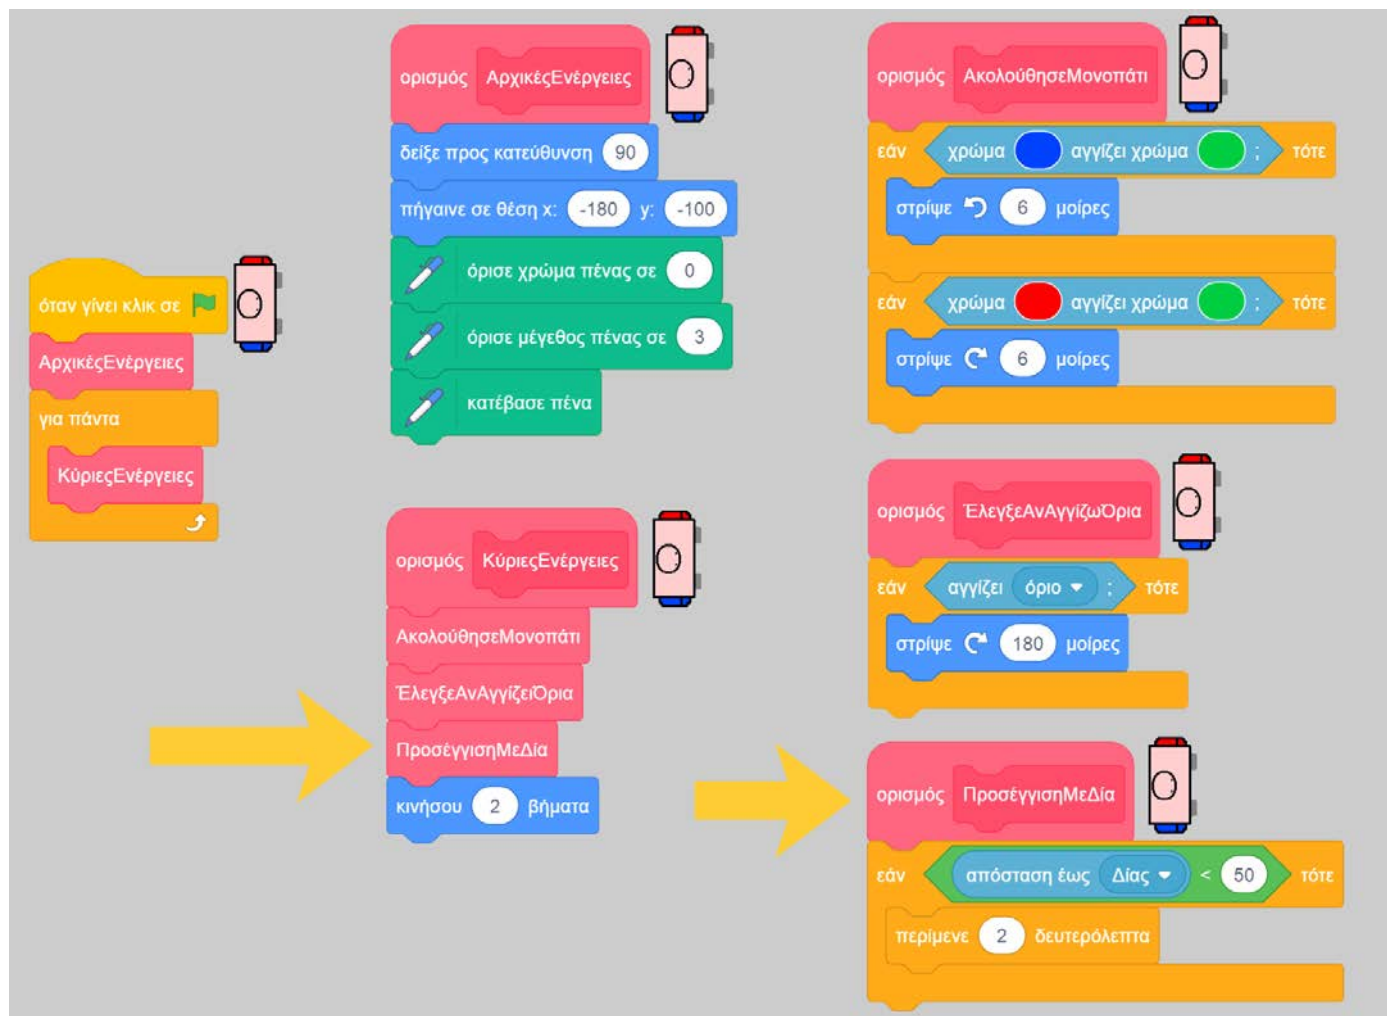 όταν γίνει κλικ σε
ΑρχικέςΕνέργειες
για πάντα
ΚύριεςΕνέργειες
ορισμός ΑρχικέςΕνέργειες
δείξε προς κατεύθυνση 90
πήγαινε σε θέση x: -180 y: -100
όρισε χρώμα πένας σε 0
όρισε μέγεθος πένας σε 3
κατέβασε πένα
ορισμός ΚύριεςΕνέργειες
ΑκολούθησεΜονοπάτι
ΈλεγξεΑνΑγγίζειΌρια
ΠροσέγγισηΜεΔία
κινήσου 2 βήματα
ορισμός ΑκολούθησεΜονοπάτι
εάν χρώμα αγγίζει χρώμα ; τότε
στρίψε 6 μοίρες
εάν χρώμα αγγίζει χρώμα ; τότε
στρίψε 6 μοίρες
ορισμός ΈλεγξεΑνΑγγίζωΌρια
εάν αγγίζει όριο ; τότε
στρίψε 180 μοίρες
ορισμός ΠροσέγγισηΜεΔία
εάν απόσταση έως Δίας < 50 τότε
περίμενε 2 δευτερόλεπτα